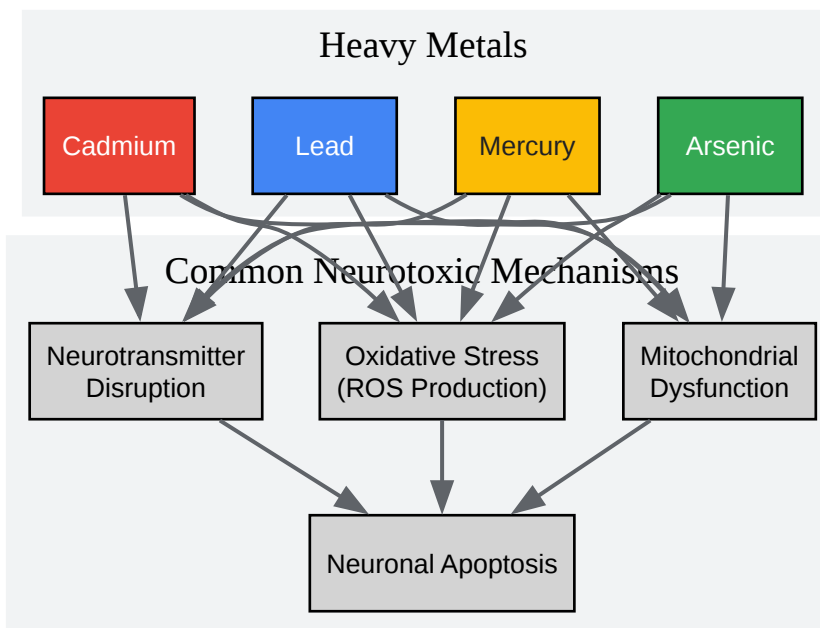 Heavy Metals
Cadmium
Lead
Mercury
Arsenic
Common Neurotoxic Mechanisms
Neurotransmitter
Disruption
Oxidative Stress
(ROS Production)
Mitochondrial
Dysfunction
Neuronal Apoptosis